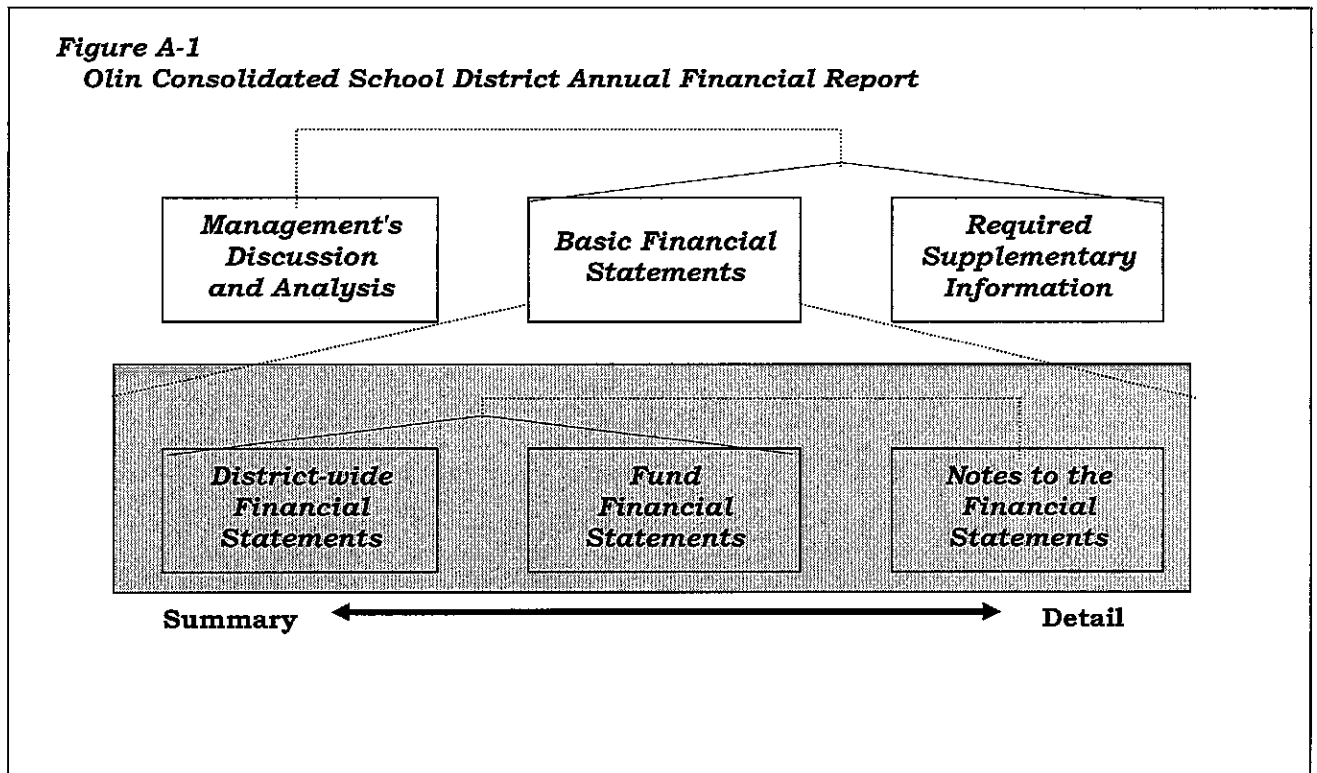 Figure A-1
Olin Consolidated School District Annual Financial Report
Management's
Discussion
and Analysis
Basic Financial
Statements
Required
Supplementary
Information
District-wide
Financial
Statements
Fund
Financial
Statements
Notes to the
Financial
Statements
Summary
Detail